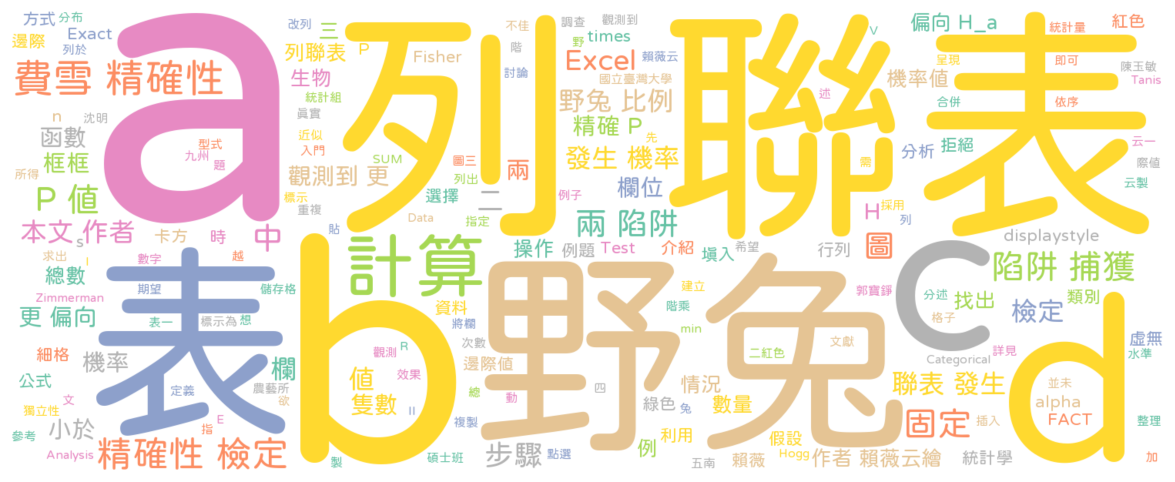 方式 分布 改列 三 不佳 調查 觀測到 偏向 H_a 統計量 紅色
邊際 Exact P Fisher 階 野 times 賴薇云 V 機率值 呈現 即可 陳玉敏
列於 列聯表 討論 Excel 國立臺灣大學 述 合併 依序 Tanis
費雪 精確性 a 列 聯 表
n 沈明 生物 統計組 野兔 比例 先
函數 型式 真實 近似 精確 P 分析 拒絕 云一
框框 九州 題 入門 SUM 圖三 發生 機率 需 際值
所得 觀測到 更 列出 兩 欄位 H 採用 云製
P 值 標示 重複 選擇 二 例子 列
本文 作者 s 卡方 時 中 Data 指定 兩 陷阱 displaystyle
求出 數字 越 貼 計算 操作 例題 Test 介紹 填入 希望 行列 圖
總數 I 期望 儲存格 資料 階乘 建立 郭寶錚 分述 找出 類別 陷阱 捕獲
Zimmerman 表 b 野兔 c d
更 偏向 表一 標示為 想 將欄 min 格子 檢定 虛無
細格 機率 欄 觀測 R 次數 邊際值 二紅色 文獻 Categorical 詳見 水準
公式 定義 農藝所 值 效果 總 四 情況 聯表 發生 並未
獨立性 文 欲 隻數 II 動 綠色 兔 數量 alpha
參考 小於 指 E 複製 例 利用 假設 固定 插入 FACT 整理
Analysis 精確性 檢定 製 碩士班 步驟 點選 五南 賴薇 Hogg 作者 賴薇云繪 統計學 加